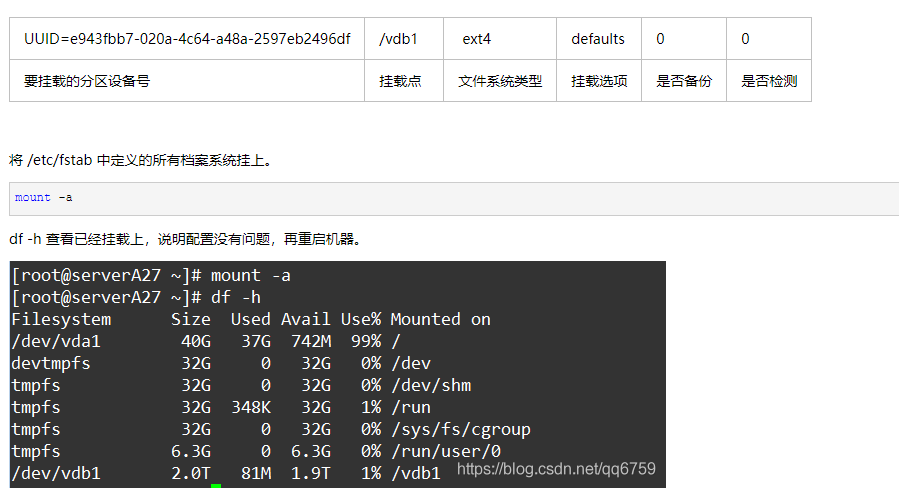 UUID=e943fbb7-020a-4c64-a48a-2597eb2496df /vdb1 ext4 defaults 0 0
要挂载的分区设备号 挂载点 文件系统类型 挂载选项 是否备份 是否检测
将 /etc/fstab 中定义的所有档案系统挂上。
mount -a
df -h 查看已经挂载上，说明配置没有问题，再重启机器。
[root@serverA27 ~]# mount -a
[root@serverA27 ~]# df -h
Filesystem Size Used Avail Use% Mounted on
/dev/vda1 40G 37G 742M 99% /
devtmpfs 32G 0 32G 0% /dev
tmpfs 32G 0 32G 0% /dev/shm
tmpfs 32G 348K 32G 1% /run
tmpfs 32G 0 32G 0% /sys/fs/cgroup
tmpfs 6.3G 0 6.3G 0% /run/user/0
/dev/vdb1 2.0T 81M 1.9T 1% /vdb1
https://blog.csdn.net/qq6759